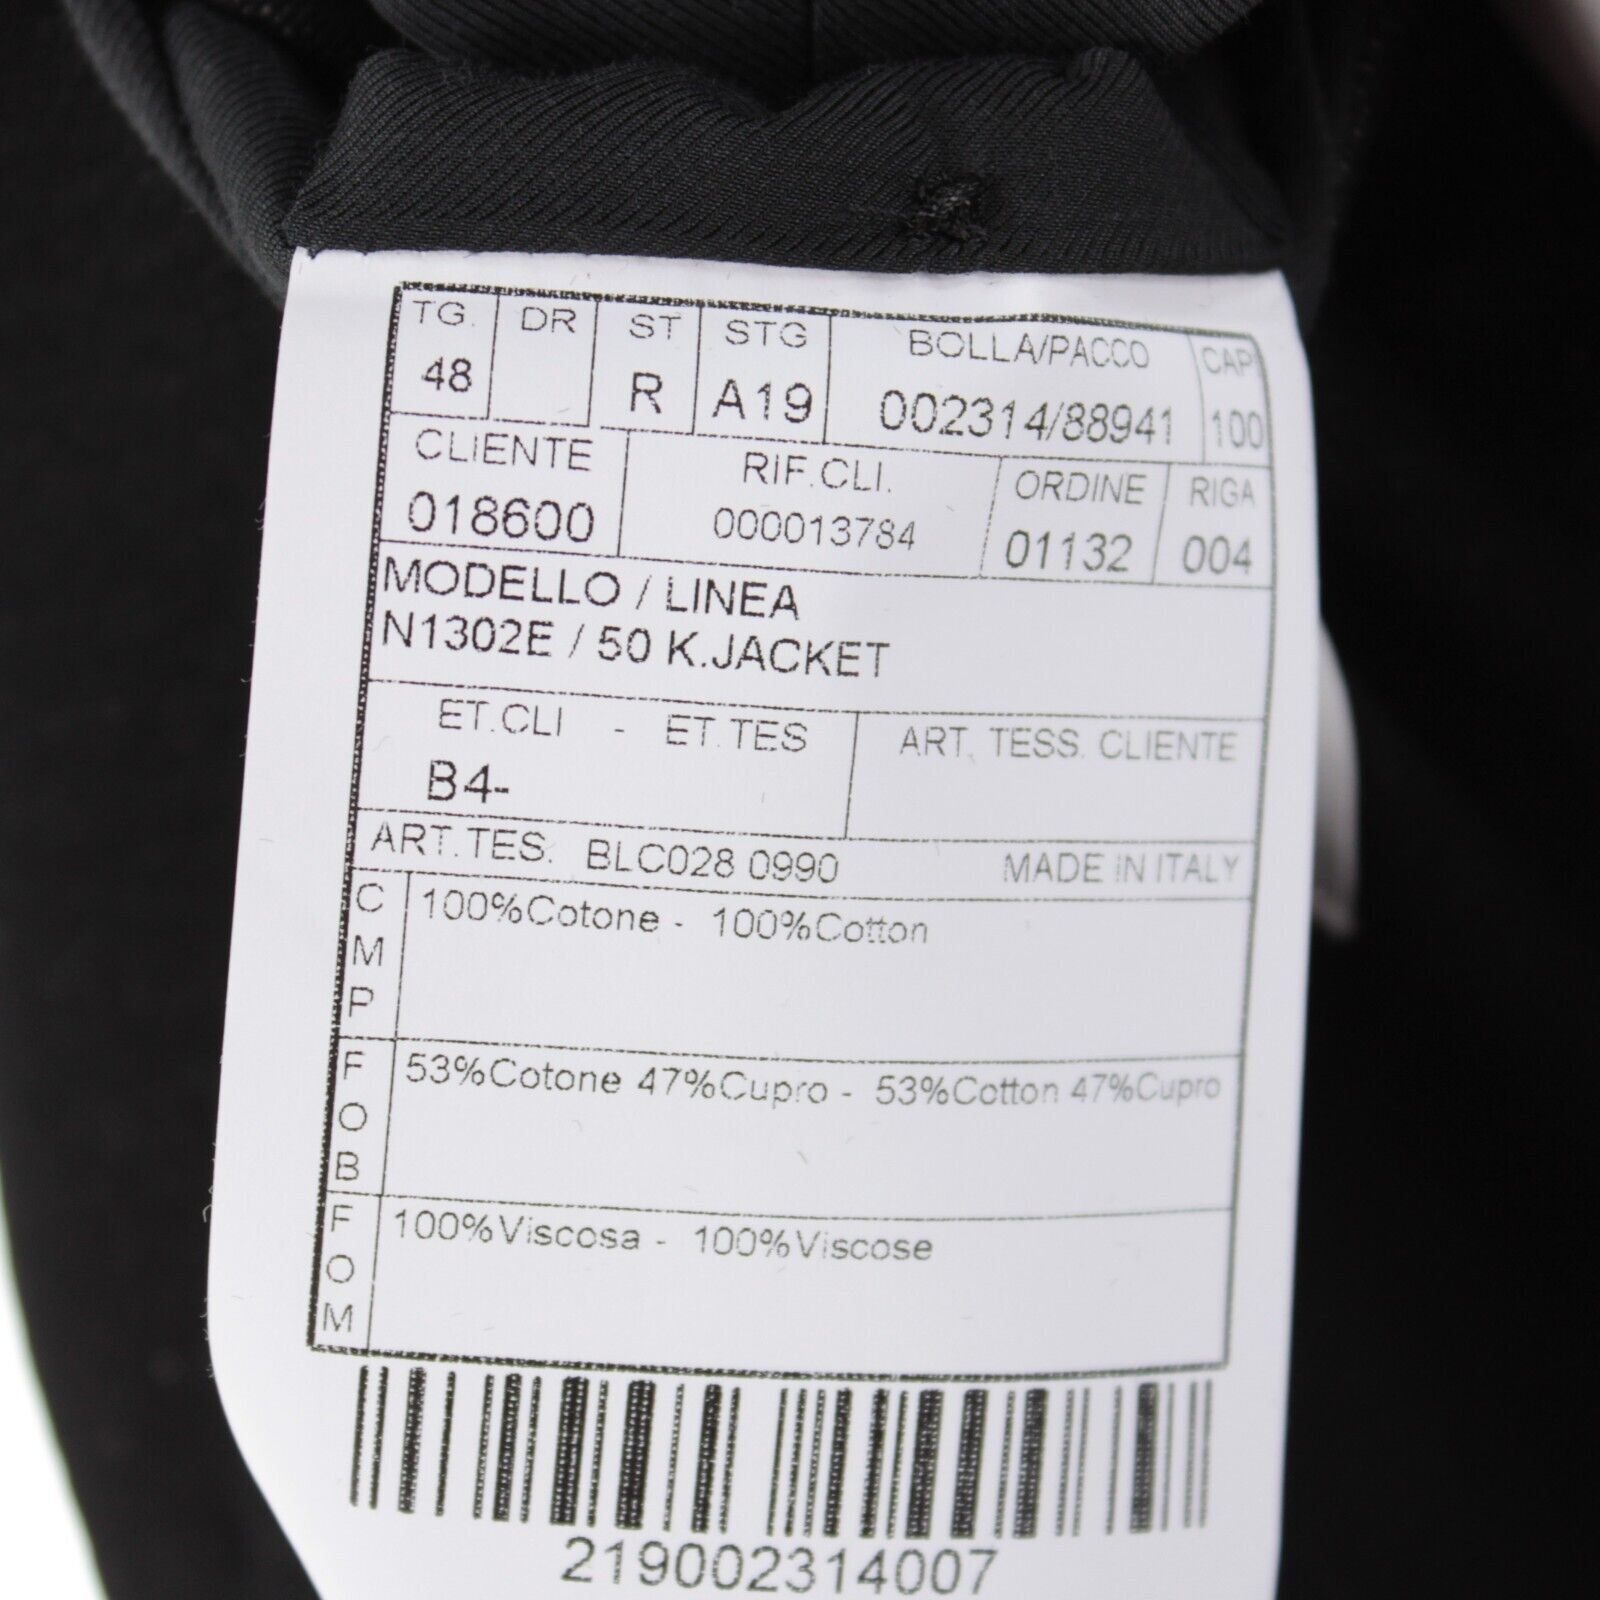 TG. DR ST STG BOLLA/PACCO CAP
48 R A19 002314/88941 100
CLIENTE RIF.CLI. ORDINE RIGA
018600 000013784 01132 004
MODELLO / LINEA
N1302E / 50 K.JACKET
ET.CLI - ET.TES ART. TESS. CLIENTE
B4-
ART.TES. BLC028 0990 MADE IN ITALY
CMP 100%Cotone - 100%Cotton
FOB 53%Cotone 47%Cupro - 53%Cotton 47%Cupro
FOM 100%Viscosa - 100%Viscose
219002314007